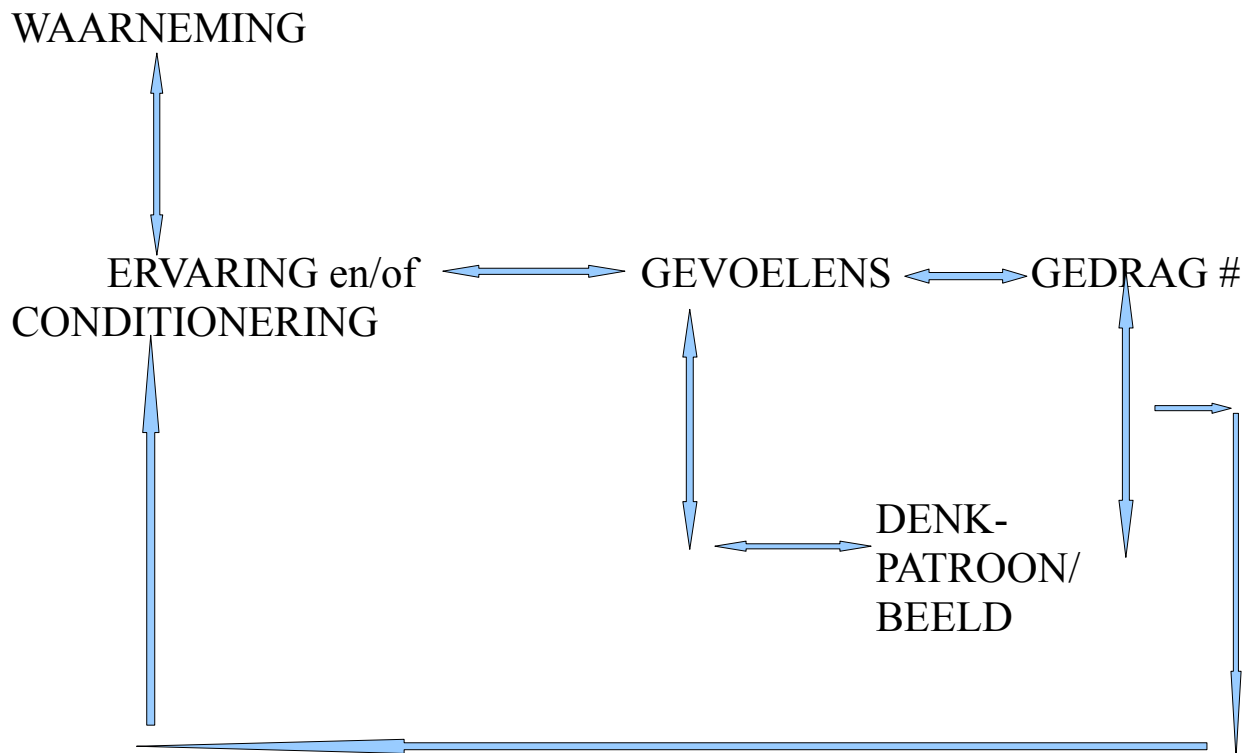 WAARNEMING
ERVARING en/of GEVOELENS GEDRAG #
CONDITIONERING
DENK-
PATROON/
BEELD